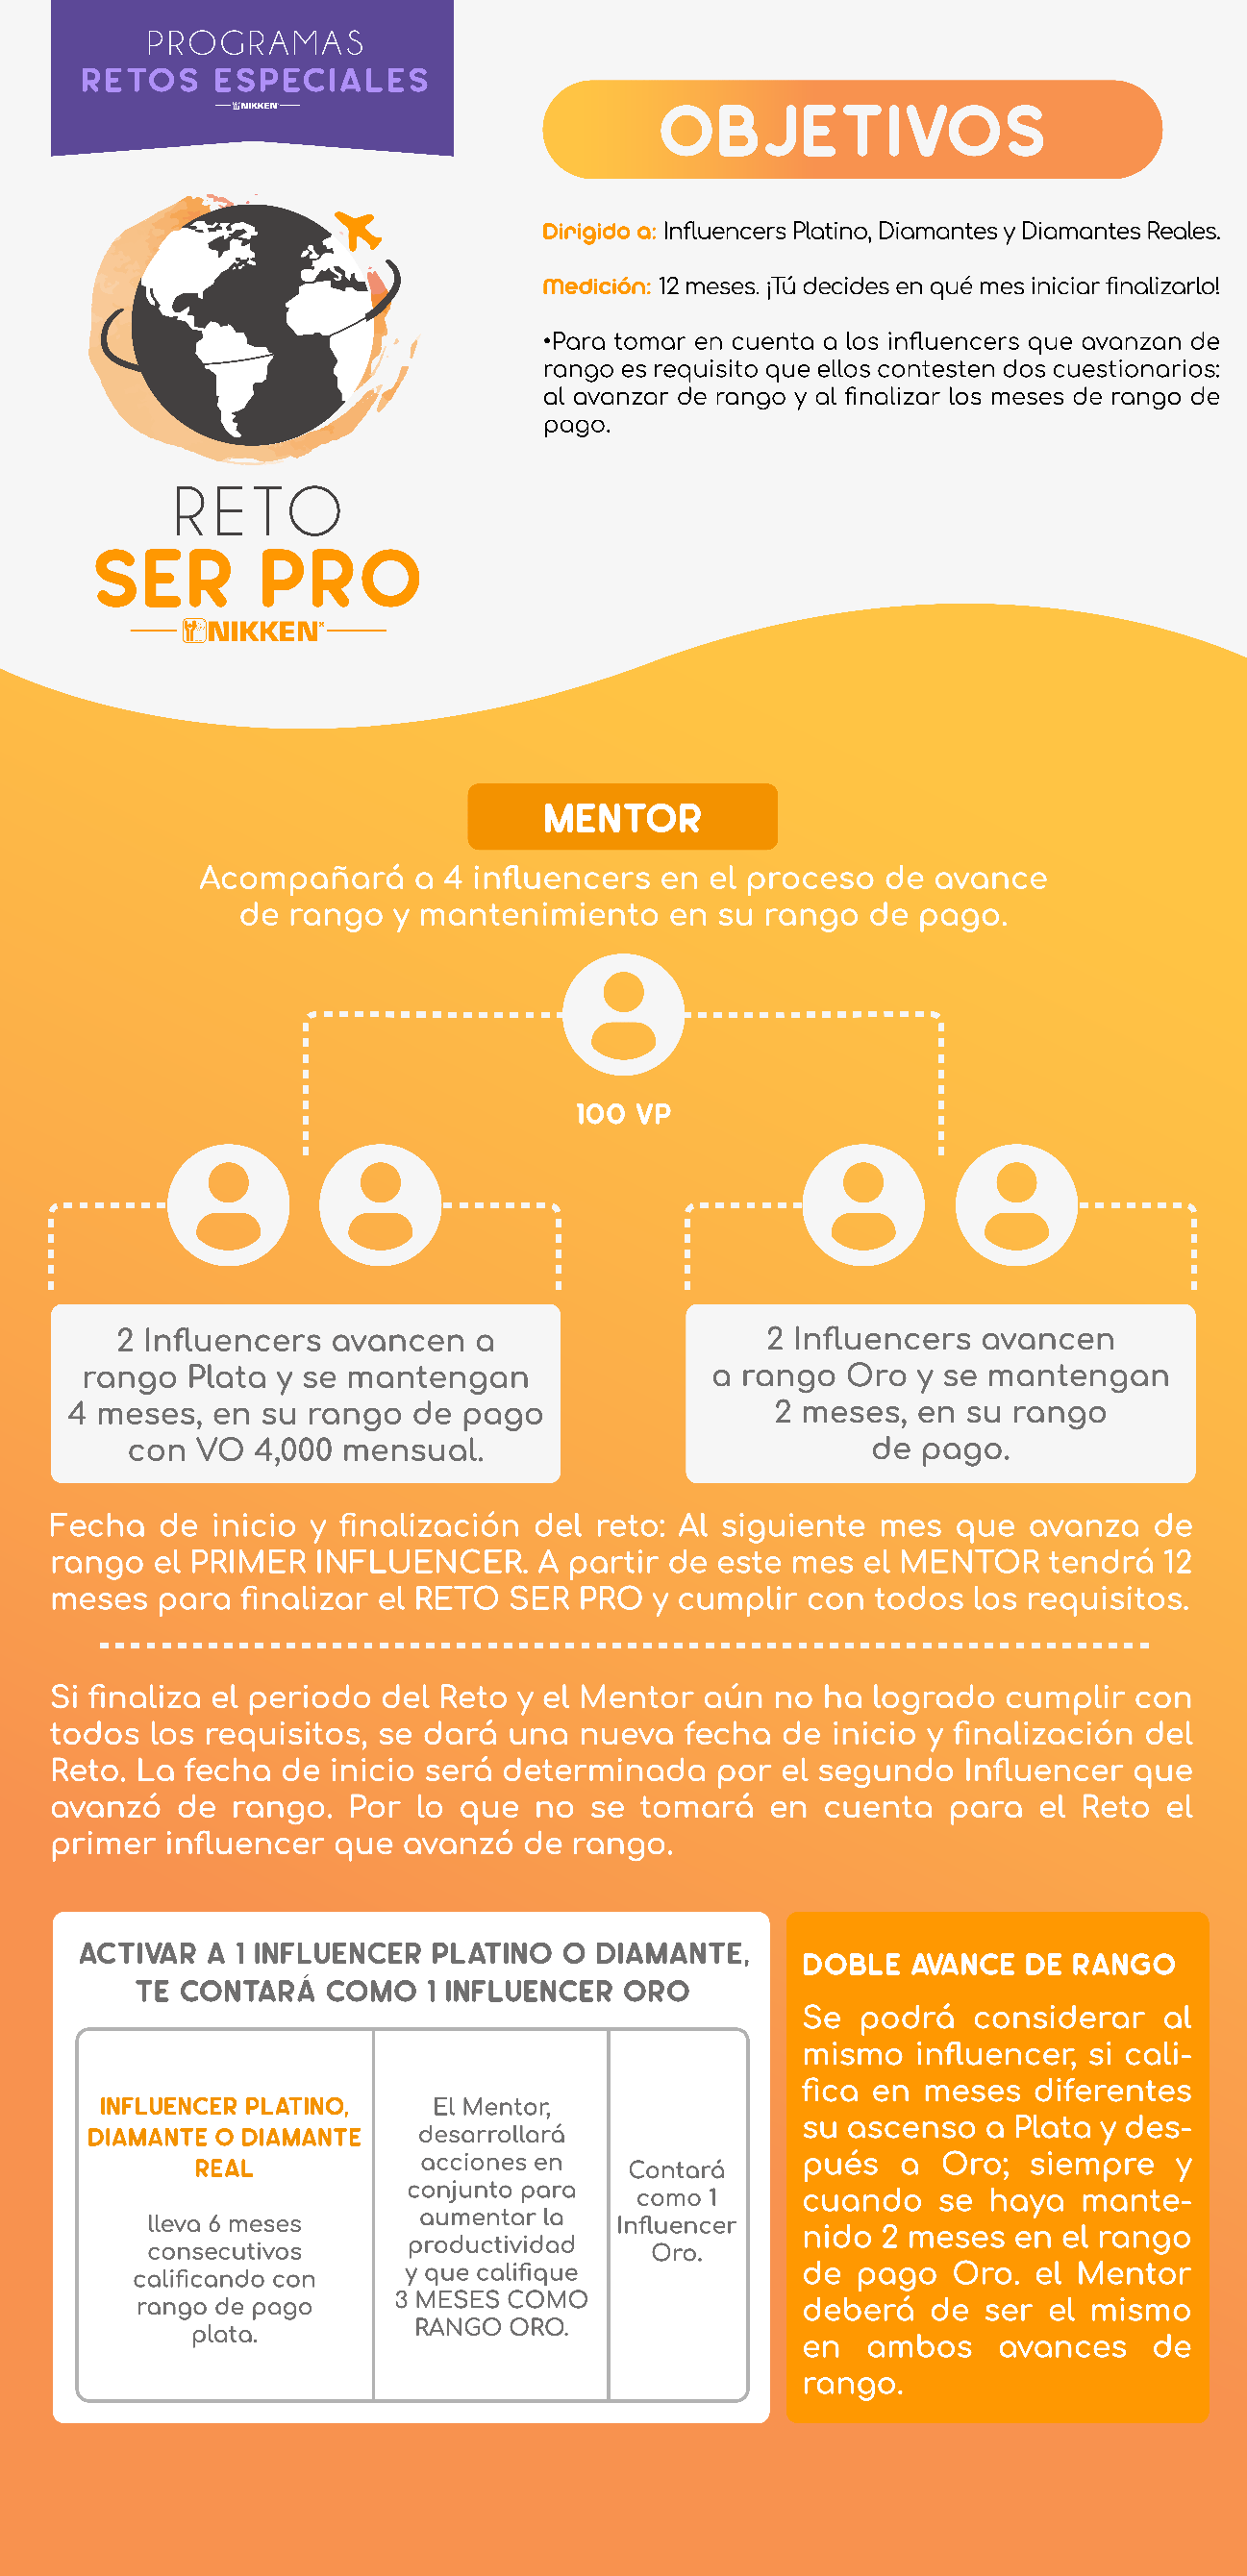 PROGRAMAS
RETOS ESPECIALES
NIKKEN
OBJETIVOS
Dirigido a: Influencers Platino, Diamantes y Diamantes Reales.
Medición: 12 meses. ¡Tú decides en qué mes iniciar finalizarlo!
•Para tomar en cuenta a los influencers que avanzan de
rango es requisito que ellos contesten dos cuestionarios:
al avanzar de rango y al finalizar los meses de rango de
pago.
RETO
SER PRO
NIKKEN
MENTOR
Acompañará a 4 influencers en el proceso de avance
de rango y mantenimiento en su rango de pago.
100 VP
2 Influencers avancen a
rango Plata y se mantengan
4 meses, en su rango de pago
con VO 4,000 mensual.
2 Influencers avancen
a rango Oro y se mantengan
2 meses, en su rango
de pago.
Fecha de inicio y finalización del reto: Al siguiente mes que avanza de
rango el PRIMER INFLUENCER. A partir de este mes el MENTOR tendrá 12
meses para finalizar el RETO SER PRO y cumplir con todos los requisitos.
Si finaliza el periodo del Reto y el Mentor aún no ha logrado cumplir con
todos los requisitos, se dará una nueva fecha de inicio y finalización del
Reto. La fecha de inicio será determinada por el segundo Influencer que
avanzó de rango. Por lo que no se tomará en cuenta para el Reto el
primer influencer que avanzó de rango.
ACTIVAR A 1 INFLUENCER PLATINO O DIAMANTE,
TE CONTARÁ COMO 1 INFLUENCER ORO
INFLUENCER PLATINO,
DIAMANTE O DIAMANTE
REAL
lleva 6 meses
consecutivos
calificando con
rango de pago
plata.
El Mentor,
desarrollará
acciones en
conjunto para
aumentar la
productividad
y que califique
3 MESES COMO
RANGO ORO.
Contará
como 1
Influencer
Oro.
DOBLE AVANCE DE RANGO
Se podrá considerar al
mismo influencer, si cali-
fica en meses diferentes
su ascenso a Plata y des-
pués a Oro; siempre y
cuando se haya mante-
nido 2 meses en el rango
de pago Oro. el Mentor
deberá de ser el mismo
en ambos avances de
rango.